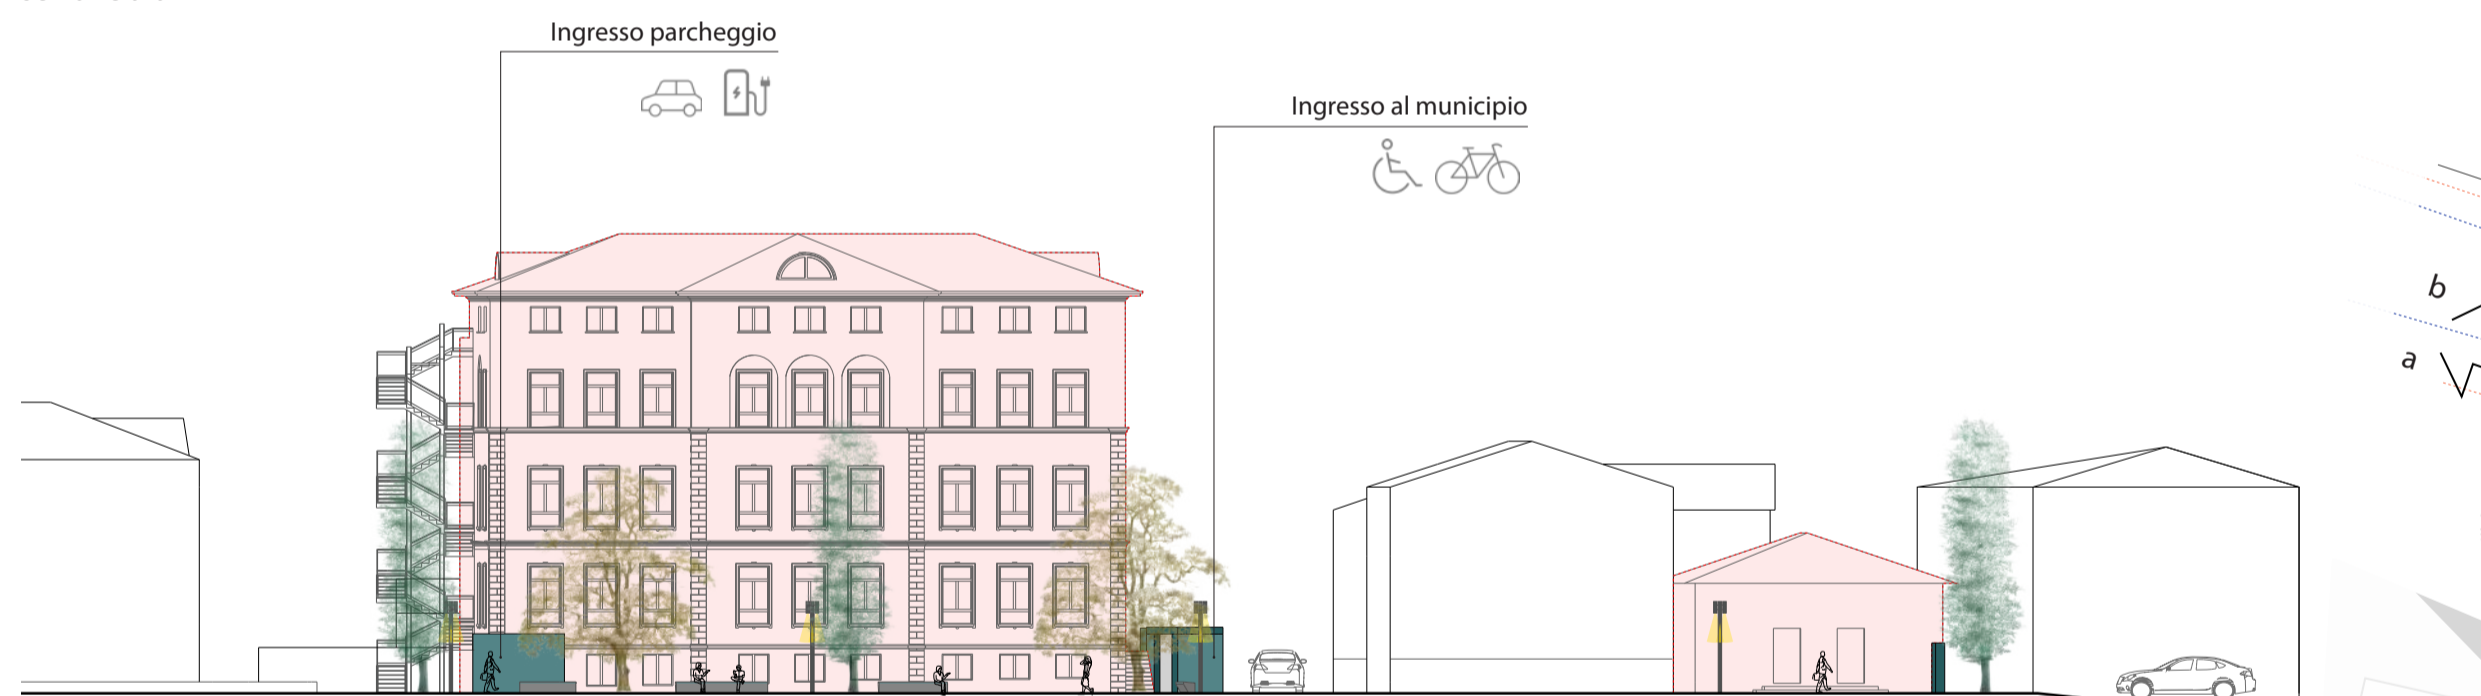 Ingresso parcheggio
Ingresso al municipio
b
a